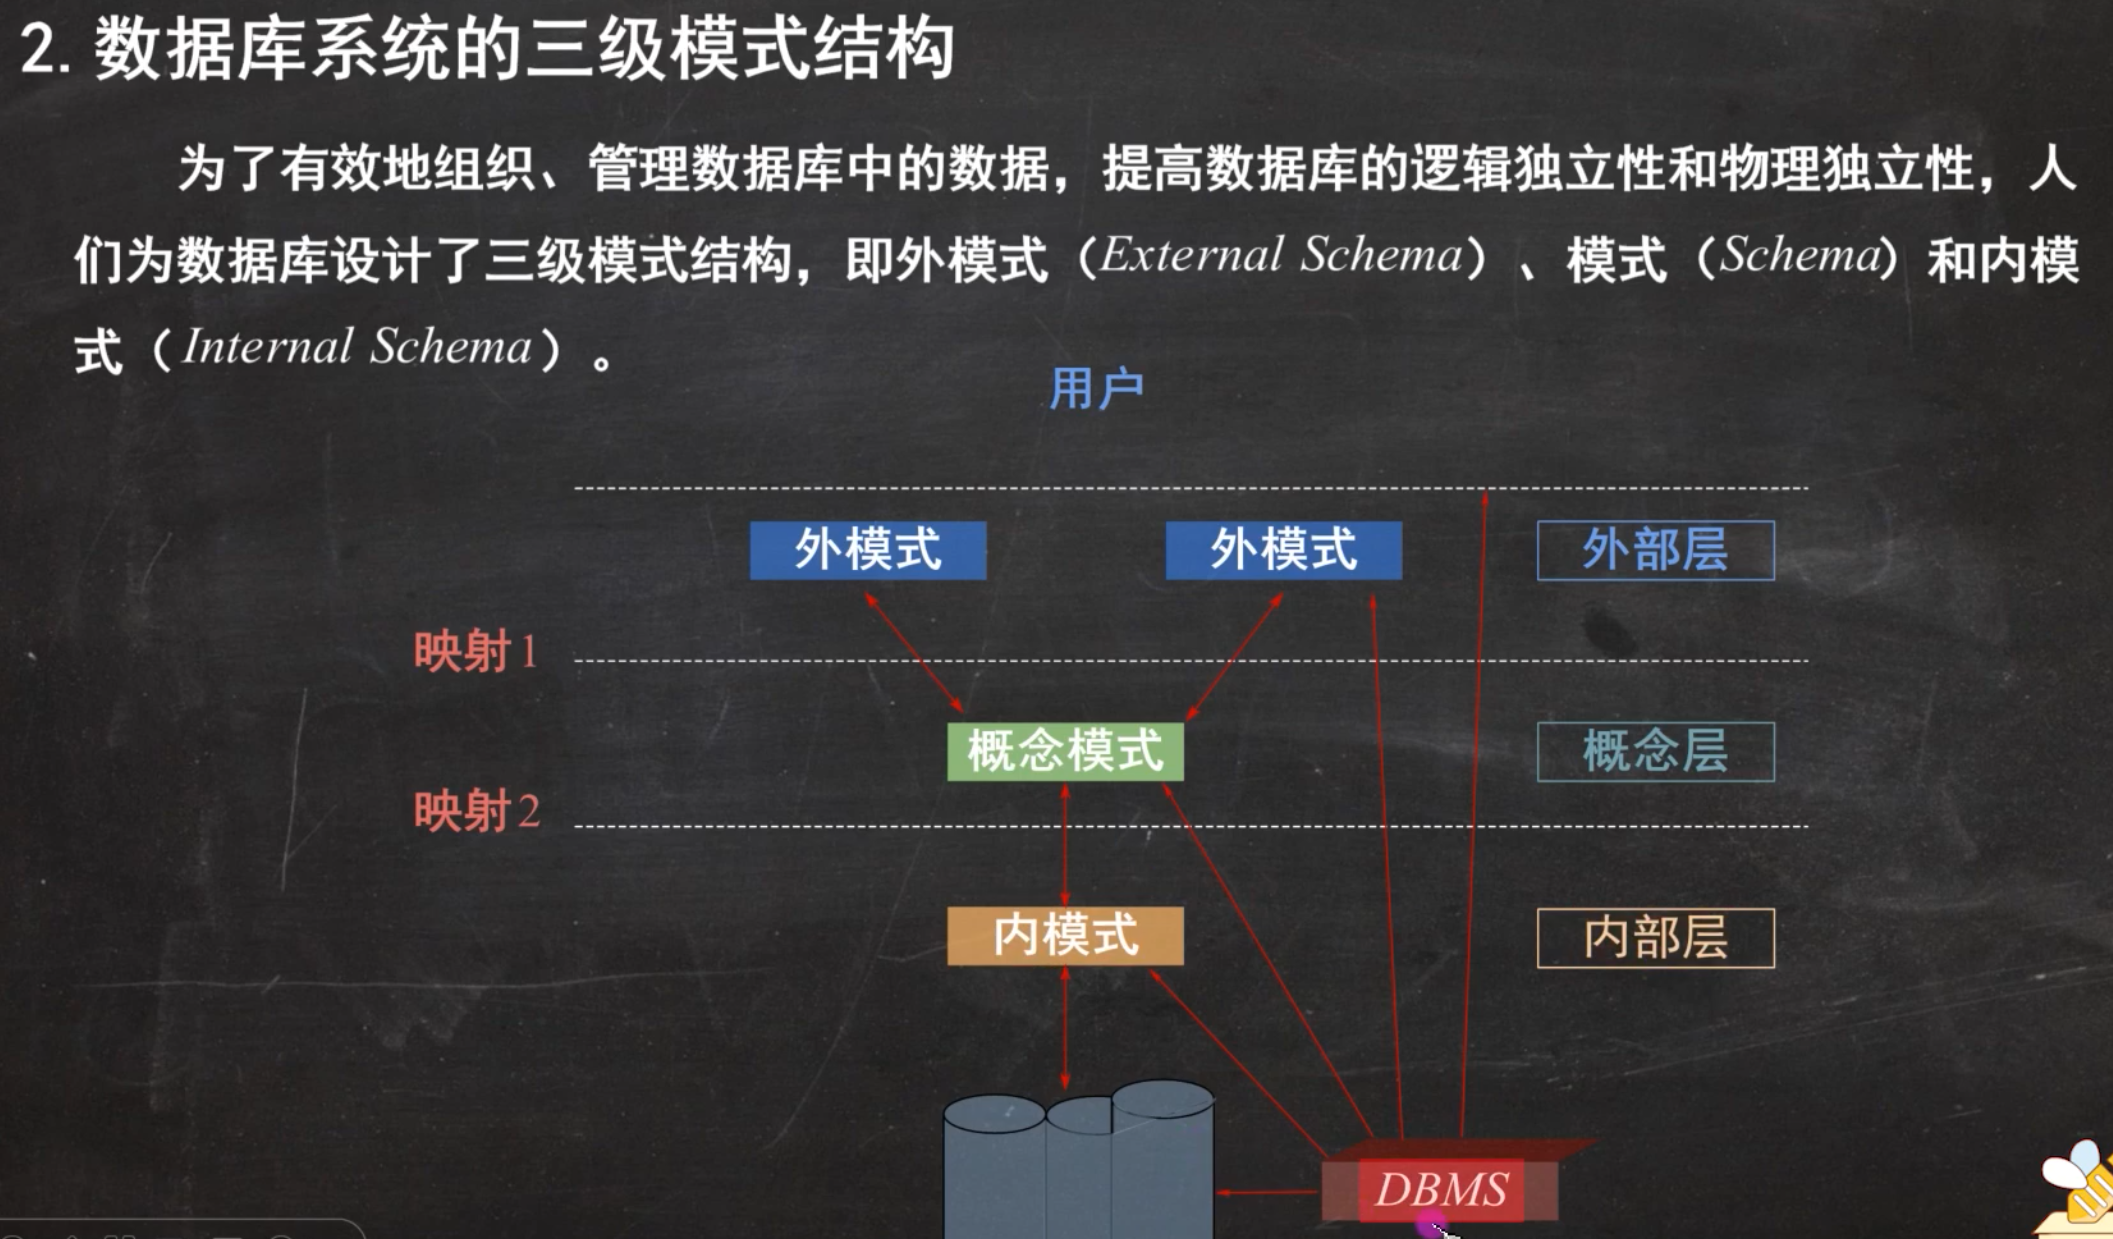 2. 数据库系统的三级模式结构
为了有效地组织、管理数据库中的数据，提高数据库的逻辑独立性和物理独立性，人
们为数据库设计了三级模式结构，即外模式（External Schema）、模式（Schema）和内模
式（Internal Schema）。
用户
外模式 外模式 外部层
映射1
概念模式 概念层
映射2
内模式 内部层
DBMS